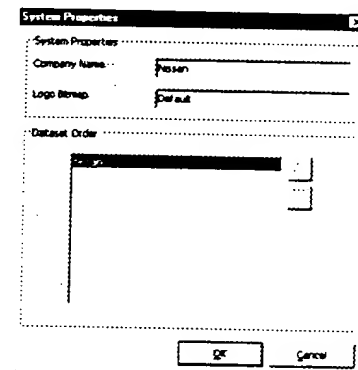 System Properties
System Properties
Company Name
Nissan
Logo Bitmap
Default
Dataset Order
OK
Cancel